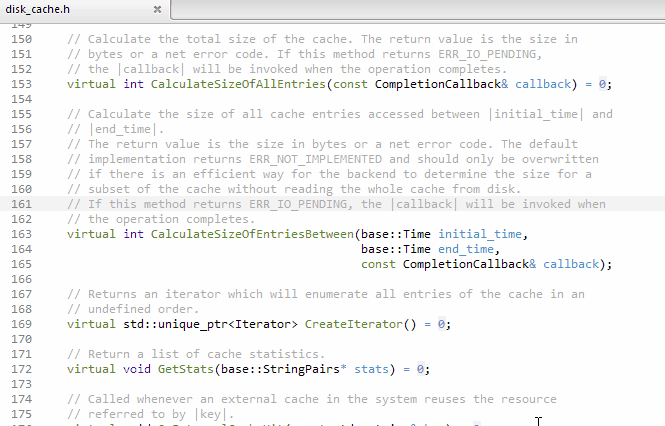 disk_cache.h
149
150 // Calculate the total size of the cache. The return value is the size in
151 // bytes or a net error code. If this method returns ERR_IO_PENDING,
152 // the |callback| will be invoked when the operation completes.
153 virtual int CalculateSizeOfAllEntries(const CompletionCallback& callback) = 0;
154
155 // Calculate the size of all cache entries accessed between |initial_time| and
156 // |end_time|.
157 // The return value is the size in bytes or a net error code. The default
158 // implementation returns ERR_NOT_IMPLEMENTED and should only be overwritten
159 // if there is an efficient way for the backend to determine the size for a
160 // subset of the cache without reading the whole cache from disk.
161 // If this method returns ERR_IO_PENDING, the |callback| will be invoked when
162 // the operation completes.
163 virtual int CalculateSizeOfEntriesBetween(base::Time initial_time,
164 base::Time end_time,
165 const CompletionCallback& callback);
166
167 // Returns an iterator which will enumerate all entries of the cache in an
168 // undefined order.
169 virtual std::unique_ptr<Iterator> CreateIterator() = 0;
170
171 // Return a list of cache statistics.
172 virtual void GetStats(base::StringPairs* stats) = 0;
173
174 // Called whenever an external cache in the system reuses the resource
175 // referred to by |key|.